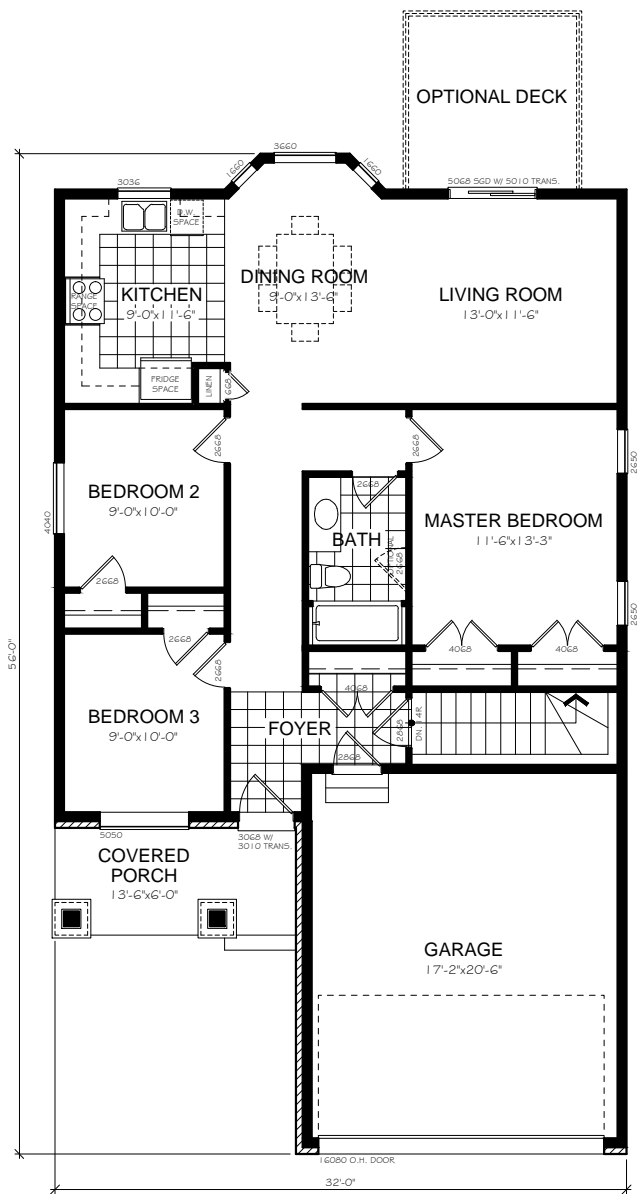 OPTIONAL DECK
3660
1660
1660
3036
5068 SGD W/ 5010 TRANS.
D.W.
SPACE
DINING ROOM
9'-0"x13'-6"
RANGE
SPACE
KITCHEN
9'-0"x11'-6"
LIVING ROOM
13'-0"x11'-6"
FRIDGE
SPACE
LINEN
1668
2668
2668
2650
BEDROOM 2
9'-0"x10'-0"
4040
2668
BATH
OPTIONAL
2668
MASTER BEDROOM
11'-6"x13'-3"
2668
2650
2668
2668
4068
4068
56'-0"
BEDROOM 3
9'-0"x10'-0"
4068
FOYER
2868
2868
DN. 14R
5050
3068 W/
3010 TRANS.
COVERED
PORCH
13'-6"x6'-0"
GARAGE
17'-2"x20'-6"
16080 O.H. DOOR
32'-0"